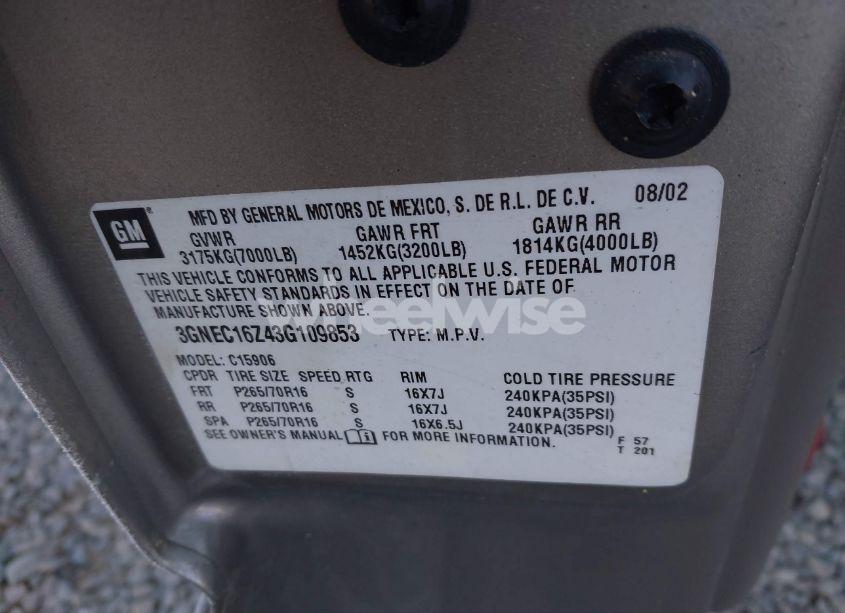 GM
MFD BY GENERAL MOTORS DE MEXICO, S. DE R.L. DE C.V. 08/02
GVWR GAWR FRT GAWR RR
3175KG(7000LB) 1452KG(3200LB) 1814KG(4000LB)
THIS VEHICLE CONFORMS TO ALL APPLICABLE U.S. FEDERAL MOTOR
VEHICLE SAFETY STANDARDS IN EFFECT ON THE DATE OF
MANUFACTURE SHOWN ABOVE.
wheelwise
3GNEC16Z43G109853 TYPE: M.P.V.
MODEL: C15906
CPDR TIRE SIZE SPEED RTG RIM COLD TIRE PRESSURE
FRT P265/70R16 S 16X7J 240KPA(35PSI)
RR P265/70R16 S 16X7J 240KPA(35PSI)
SPA P265/70R16 S 16X6.5J 240KPA(35PSI)
SEE OWNER'S MANUAL FOR MORE INFORMATION.
F 57
T 201